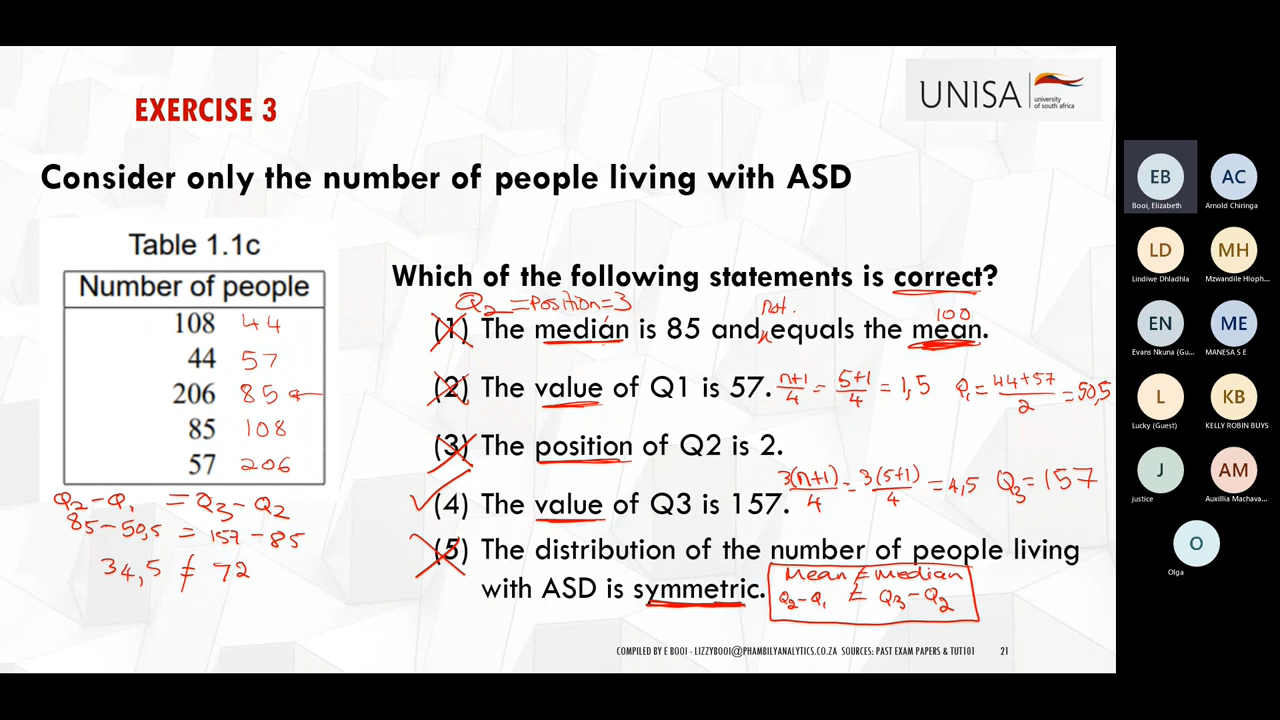 UNISA university of south africa
EXERCISE 3
Consider only the number of people living with ASD
Table 1.1c
Number of people
108 44
44 57
206 85 ←
85 108
57 206
Q2 - Q1 = Q3 - Q2
85 - 50,5 = 157 - 85
34,5 ≠ 72
Which of the following statements is correct?
Q2 = Position = 3
not
100
(1) The median is 85 and equals the mean.
(2) The value of Q1 is 57. n+1/4 = 5+1/4 = 1,5 Q1 = 44+57/2 = 50,5
(3) The position of Q2 is 2.
(4) The value of Q3 is 157. 3(n+1)/4 = 3(5+1)/4 = 4,5 Q3 = 157
(5) The distribution of the number of people living
with ASD is symmetric.
Mean ≠ Median
Q2 - Q1 ≠ Q3 - Q2
COMPILED BY E BOOI - LIZZYBOOI@PHAMBILYANALYTICS.CO.ZA SOURCES: PAST EXAM PAPERS & TUT101 21
EB AC
Booi, Elizabeth Arnold Chiringa
LD MH
Lindiwe Dhladhla Mzwandile Hloph...
EN ME
Evans Nkuna (Gu... MANESA S E
L KB
Lucky (Guest) KELLY ROBIN BUYS
J AM
justice Auxillia Machava...
O
Olga